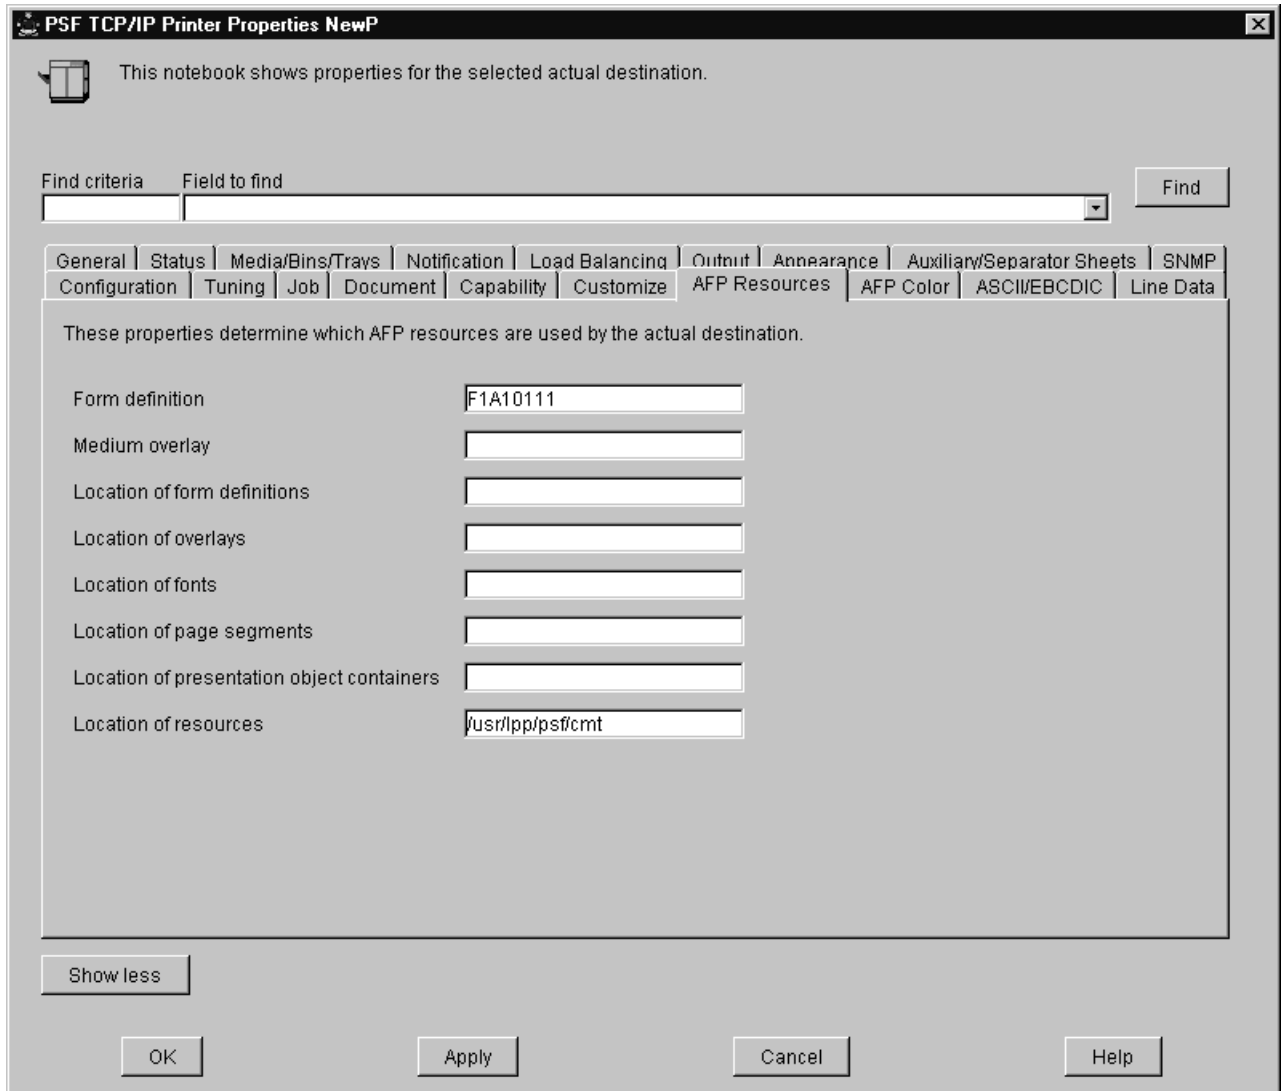 PSF TCP/IP Printer Properties NewP
This notebook shows properties for the selected actual destination.
Find criteria Field to find
Find
General Status Media/Bins/Trays Notification Load Balancing Output Appearance Auxiliary/Separator Sheets SNMP
Configuration Tuning Job Document Capability Customize AFP Resources AFP Color ASCII/EBCDIC Line Data
These properties determine which AFP resources are used by the actual destination.
Form definition F1A10111
Medium overlay
Location of form definitions
Location of overlays
Location of fonts
Location of page segments
Location of presentation object containers
Location of resources /usr/lpp/psf/cmt
Show less
OK Apply Cancel Help